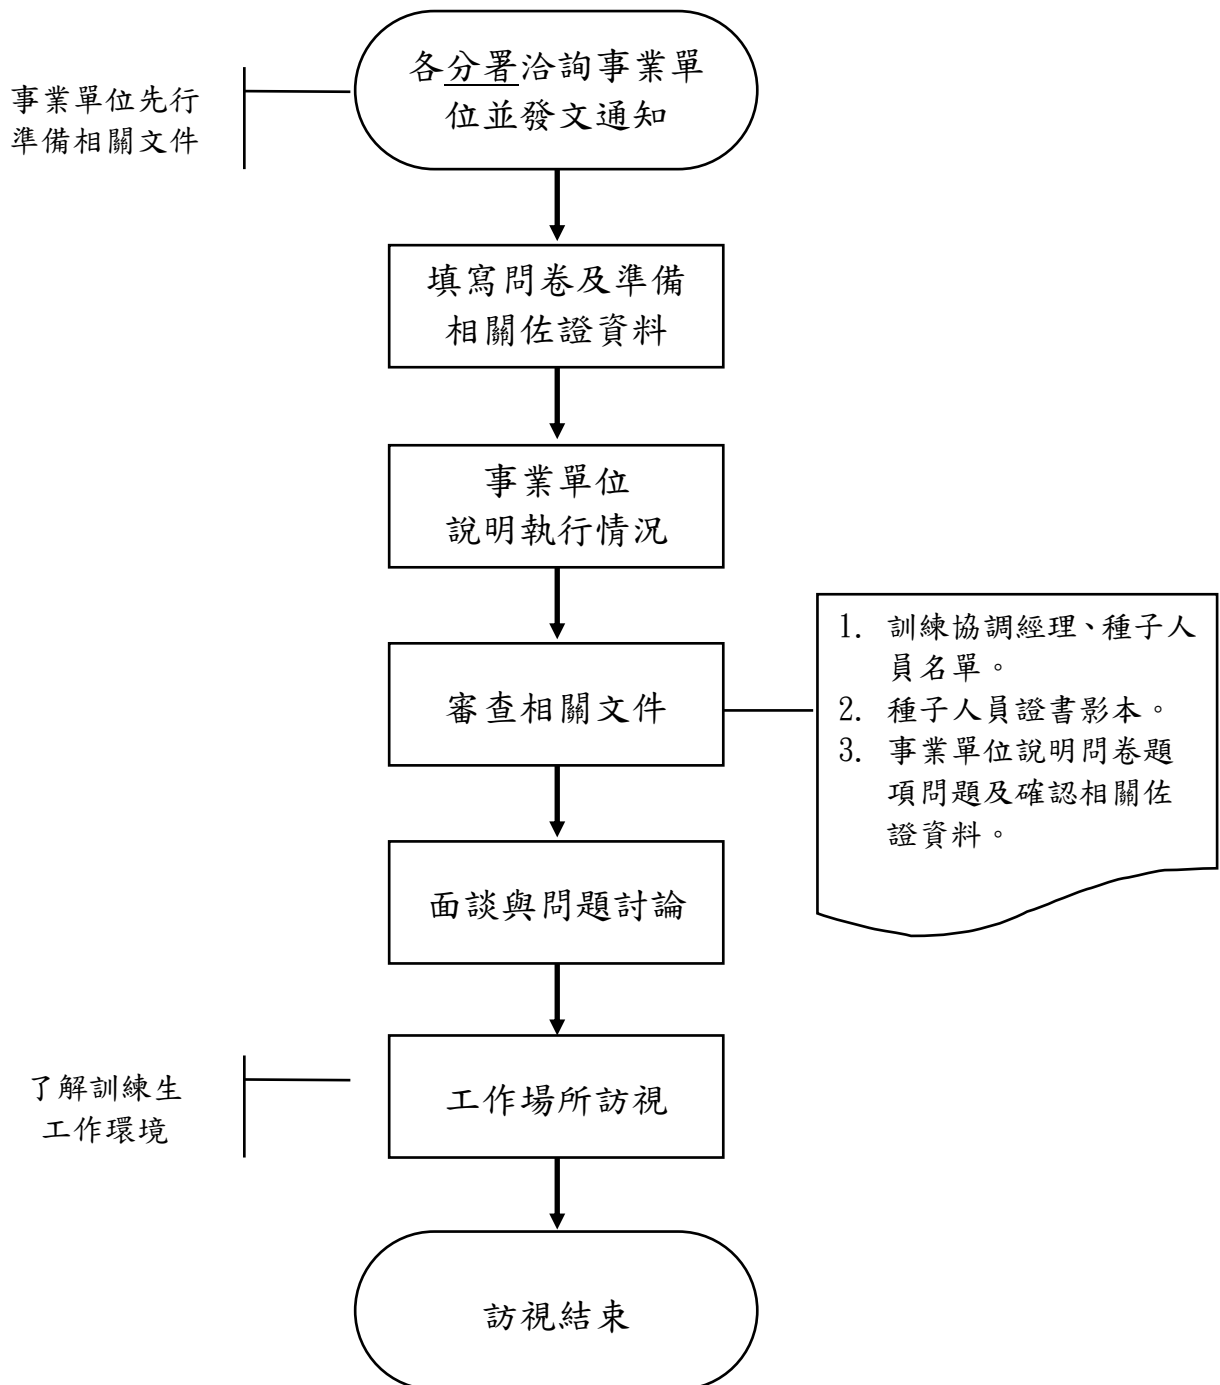 各分署洽詢事業單
位並發文通知
事業單位先行
準備相關文件
填寫問卷及準備
相關佐證資料
事業單位
說明執行情況
審查相關文件
1. 訓練協調經理、種子人
員名單。
2. 種子人員證書影本。
3. 事業單位說明問卷題
項問題及確認相關佐
證資料。
面談與問題討論
工作場所訪視
了解訓練生
工作環境
訪視結束